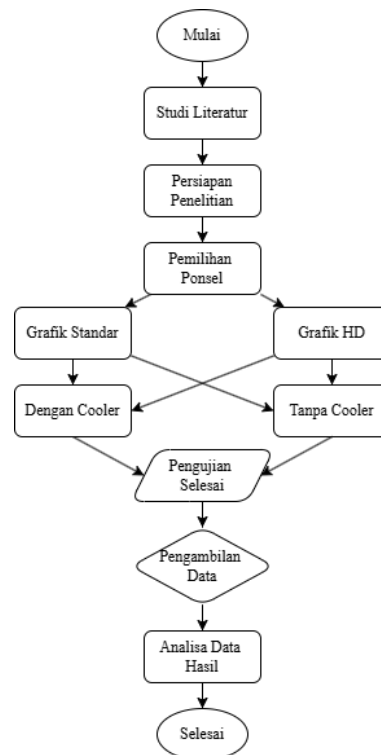 Mulai
Studi Literatur
Persiapan
Penelitian
Pemilihan
Ponsel
Grafik Standar
Grafik HD
Dengan Cooler
Tanpa Cooler
Pengujian
Selesai
Pengambilan
Data
Analisa Data
Hasil
Selesai